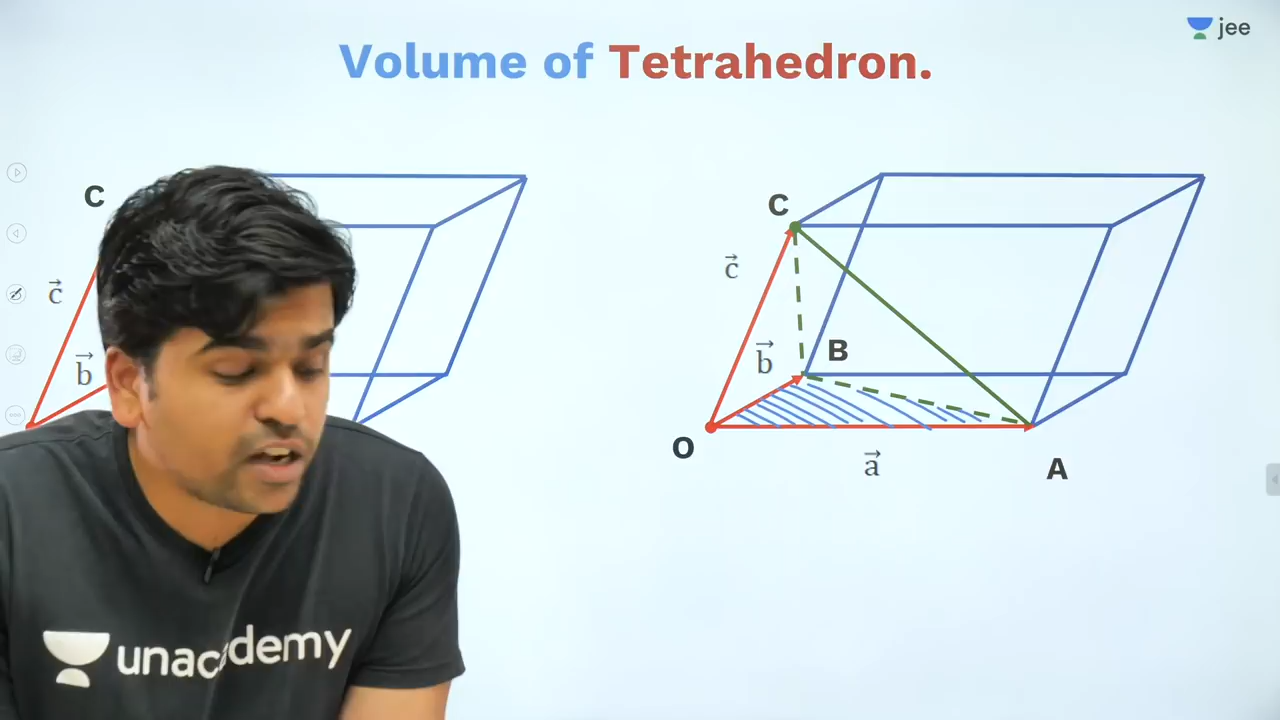 Volume of Tetrahedron.
jee
C
c⃗
b⃗
C
c⃗
b⃗
B
O
a⃗
A
unacademy